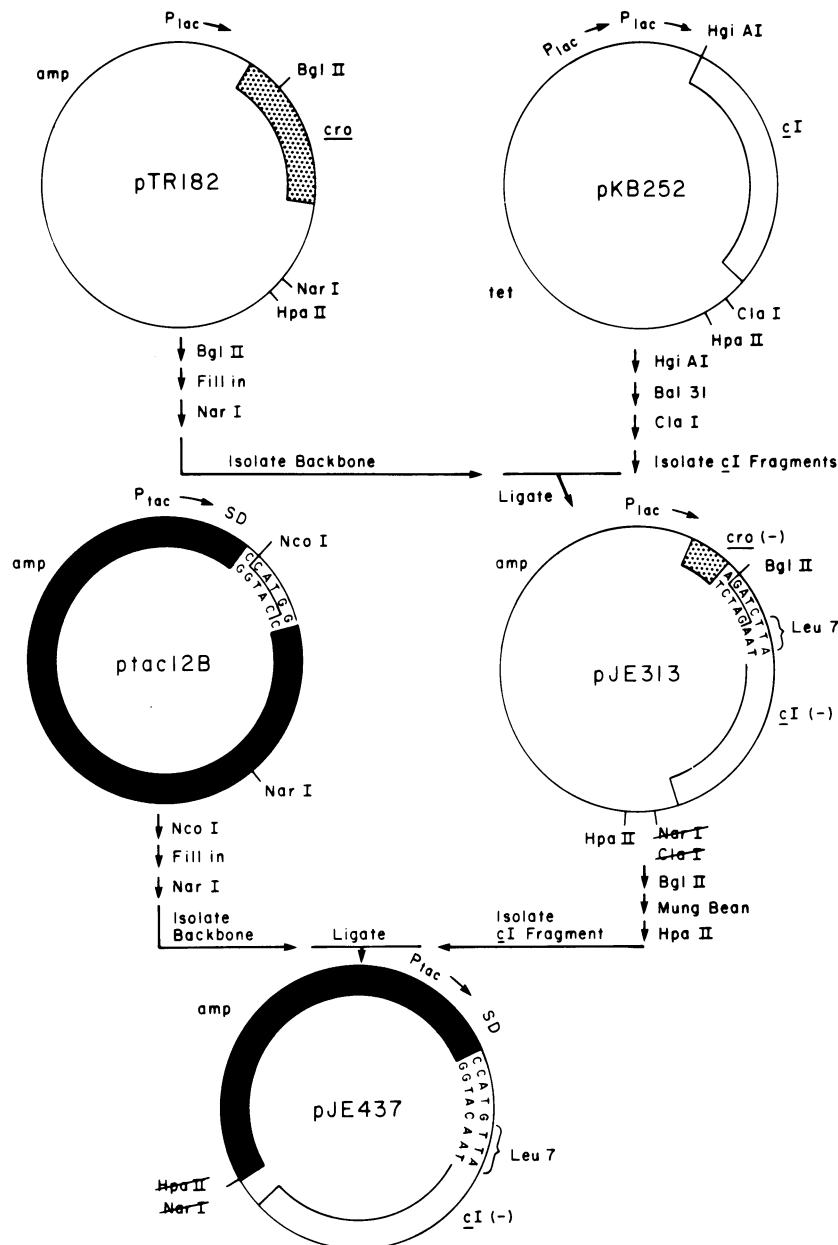 Plac
Bgl II
amp
cro
pTR182
Nar I
Hpa II
Bgl II
Fill in
Nar I
Isolate Backbone
Plac
Plac
Hgi AI
cI
pKB252
tet
Cla I
Hpa II
Hgi AI
Bal 31
Cla I
Isolate cI Fragments
Ligate
Ptac
SD
Nco I
amp
CCATGG
GGTACC
ptac12B
Nar I
Nco I
Fill in
Nar I
Isolate
Backbone
Plac
cro (-)
Bgl II
amp
AGATCTTA
TCTAGAAT
Leu 7
pJE313
cI (-)
Hpa II
Nar I
Cla I
Bgl II
Mung Bean
Hpa II
Isolate
cI Fragment
Ligate
Ptac
SD
amp
CCATGTTA
GGTACAAT
Leu 7
pJE437
Hpa II
Nar I
cI (-)